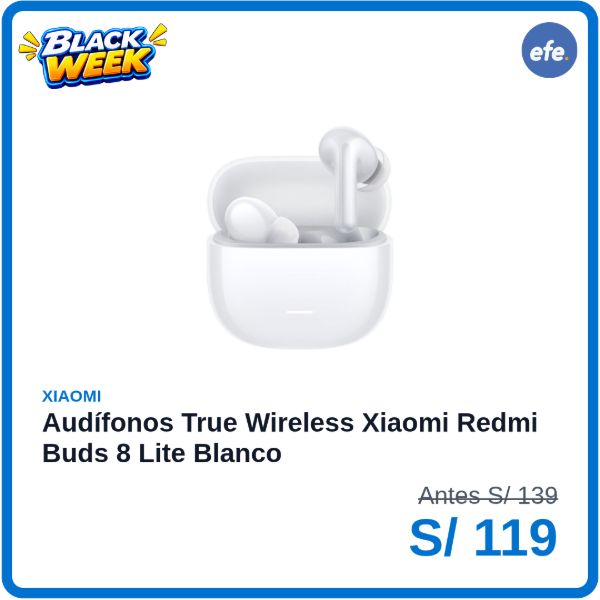 BLACK
WEEK
efe.
XIAOMI
Audífonos True Wireless Xiaomi Redmi
Buds 8 Lite Blanco
Antes S/ 139
S/ 119